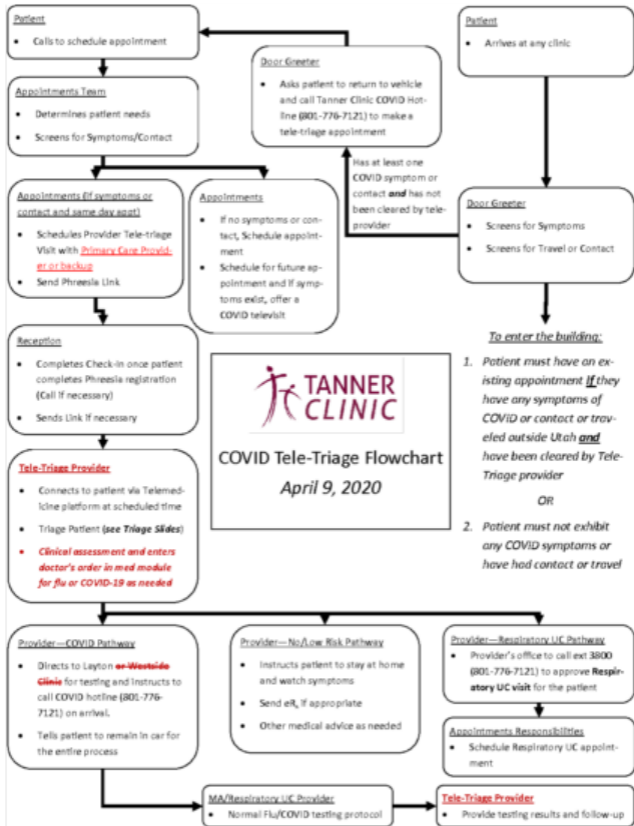 Patient
• Calls to schedule appointment
Appointments Team
• Determines patient needs
• Screens for Symptoms/Contact
Appointments (If symptoms or
contact and same day appt)
• Schedules Provider Tele-triage
Visit with Primary Care Provid-
er or backup
• Send Phreesia Link
Appointments
• If no symptoms or con-
tact, Schedule appoint-
ment
• Schedule for future ap-
pointment and if symp-
toms exist, offer a
COVID televisit
Door Greeter
• Asks patient to return to vehicle
and call Tanner Clinic COVID Hot-
line (801-776-7121) to make a
tele-triage appointment
Has at least one
COVID symptom or
contact and has not
been cleared by tele-
provider
Patient
• Arrives at any clinic
Door Greeter
• Screens for Symptoms
• Screens for Travel or Contact
To enter the building:
1. Patient must have an ex-
isting appointment If they
have any symptoms of
COVID or contact or trav-
eled outside Utah and
have been cleared by Tele-
Triage provider
OR
2. Patient must not exhibit
any COVID symptoms or
have had contact or travel
Reception
• Completes Check-in once patient
completes Phreesia registration
(Call if necessary)
• Sends Link if necessary
TANNER
CLINIC
COVID Tele-Triage Flowchart
April 9, 2020
Tele-Triage Provider
• Connects to patient via Telemed-
icine platform at scheduled time
• Triage Patient (see Triage Slides)
• Clinical assessment and enters
doctor's order in med module
for flu or COVID-19 as needed
Provider—COVID Pathway
• Directs to Layton or Westside
Clinic for testing and instructs to
call COVID hotline (801-776-
7121) on arrival.
• Tells patient to remain in car for
the entire process
Provider—No/Low Risk Pathway
• Instructs patient to stay at home
and watch symptoms
• Send eR, if appropriate
• Other medical advice as needed
Provider—Respiratory UC Pathway
• Provider's office to call ext 3800
(801-776-7121) to approve Respir-
atory UC visit for the patient
Appointments Responsibilities
• Schedule Respiratory UC appoint-
ment
MA/Respiratory UC Provider
• Normal Flu/COVID testing protocol
Tele-Triage Provider
• Provide testing results and follow-up